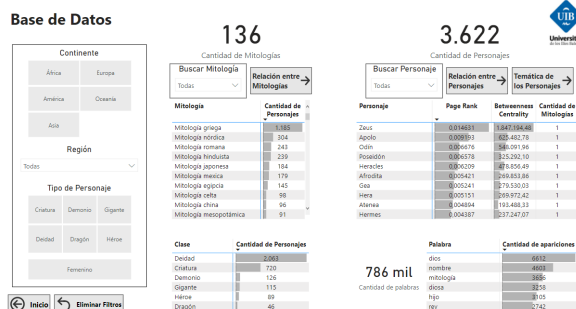 Base de Datos
136
Cantidad de Mitologías
3.622
Cantidad de Personajes
UIB
Universitat
Continente
África
Europa
América
Oceanía
Asia
Región
Todas
Tipo de Personaje
Criatura
Demonio
Gigante
Deidad
Dragón
Héroe
Femenino
Inicio
Eliminar Filtros
Buscar Mitología
Todas
Relación entre
Mitologías
Mitología Cantidad de
Personajes
Mitología griega 1.185
Mitología nórdica 304
Mitología romana 243
Mitología hinduista 239
Mitología japonesa 184
Mitología mexica 179
Mitología egipcia 145
Mitología celta 98
Mitología china 96
Mitología mesopotámica 91
Buscar Personaje
Todas
Relación entre
Personajes
Temática de
los Personajes
Personaje Page Rank Betweenness Cantidad de
Centrality Mitologías
Zeus 0.014631 1.847.194,48 1
Apolo 0.009193 625.482,78 1
Odín 0.006676 548.091,96 1
Poseidón 0.006578 325.292,10 1
Heracles 0.006209 478.856,49 1
Afrodita 0.005421 269.853,86 1
Gea 0.005241 279.530,03 1
Hera 0.005151 269.972,42 1
Atenea 0.004894 193.488,33 1
Hermes 0.004387 237.247,07 1
Clase Cantidad de Personajes
Deidad 2.063
Criatura 720
Demonio 126
Gigante 115
Héroe 89
Dragón 46
786 mil
Cantidad de palabras
Palabra Cantidad de apariciones
dios 6612
nombre 4603
mitología 3656
diosa 3258
hijo 3105
rey 2742